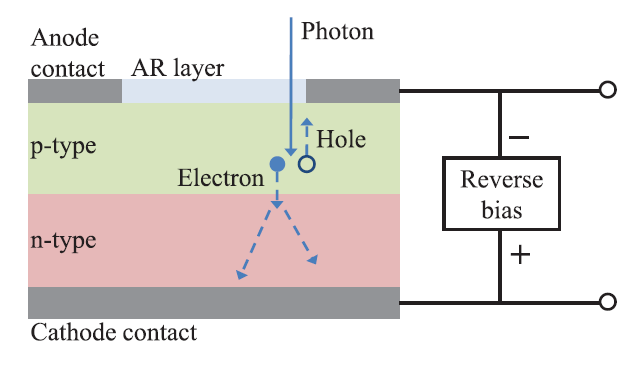 Photon
Anode
contact
AR layer
p-type
Hole
Electron
n-type
Cathode contact
−
Reverse
bias
+